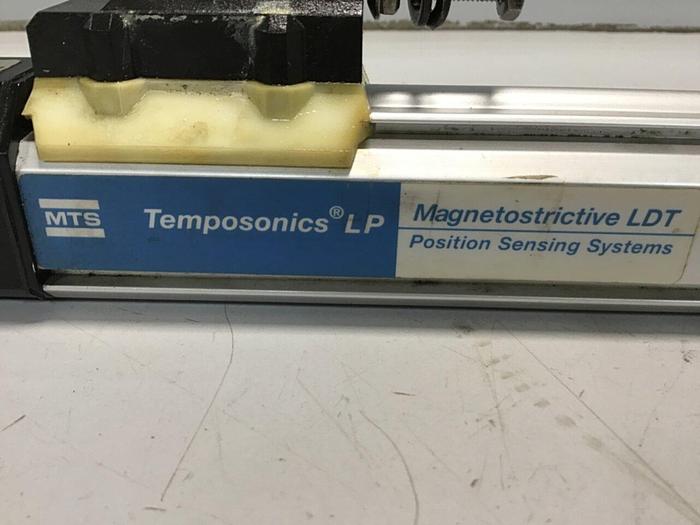 MTS
Temposonics® LP
Magnetostrictive LDT
Position Sensing Systems